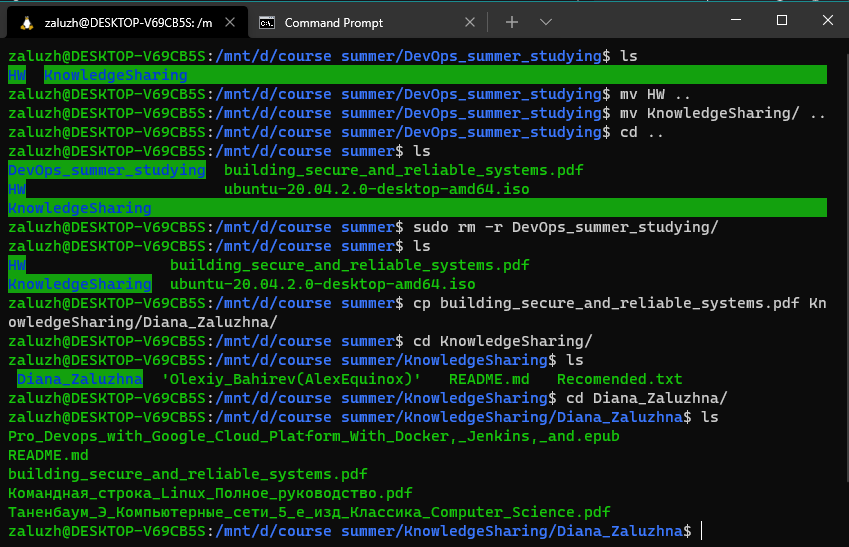 zaluzh@DESKTOP-V69CB5S: /m
Command Prompt
zaluzh@DESKTOP-V69CB5S:/mnt/d/course summer/DevOps_summer_studying$ ls
HW  KnowledgeSharing
zaluzh@DESKTOP-V69CB5S:/mnt/d/course summer/DevOps_summer_studying$ mv HW ..
zaluzh@DESKTOP-V69CB5S:/mnt/d/course summer/DevOps_summer_studying$ mv KnowledgeSharing/ ..
zaluzh@DESKTOP-V69CB5S:/mnt/d/course summer/DevOps_summer_studying$ cd ..
zaluzh@DESKTOP-V69CB5S:/mnt/d/course summer$ ls
DevOps_summer_studying  building_secure_and_reliable_systems.pdf
HW                      ubuntu-20.04.2.0-desktop-amd64.iso
KnowledgeSharing
zaluzh@DESKTOP-V69CB5S:/mnt/d/course summer$ sudo rm -r DevOps_summer_studying/
zaluzh@DESKTOP-V69CB5S:/mnt/d/course summer$ ls
HW                building_secure_and_reliable_systems.pdf
KnowledgeSharing  ubuntu-20.04.2.0-desktop-amd64.iso
zaluzh@DESKTOP-V69CB5S:/mnt/d/course summer$ cp building_secure_and_reliable_systems.pdf Kn
owledgeSharing/Diana_Zaluzhna/
zaluzh@DESKTOP-V69CB5S:/mnt/d/course summer$ cd KnowledgeSharing/
zaluzh@DESKTOP-V69CB5S:/mnt/d/course summer/KnowledgeSharing$ ls
 Diana_Zaluzhna  'Olexiy_Bahirev(AlexEquinox)'   README.md   Recomended.txt
zaluzh@DESKTOP-V69CB5S:/mnt/d/course summer/KnowledgeSharing$ cd Diana_Zaluzhna/
zaluzh@DESKTOP-V69CB5S:/mnt/d/course summer/KnowledgeSharing/Diana_Zaluzhna$ ls
Pro_Devops_with_Google_Cloud_Platform_With_Docker,_Jenkins,_and.epub
README.md
building_secure_and_reliable_systems.pdf
Командная_строка_Linux_Полное_руководство.pdf
Таненбаум_Э_Компьютерные_сети_5_е_изд_Классика_Computer_Science.pdf
zaluzh@DESKTOP-V69CB5S:/mnt/d/course summer/KnowledgeSharing/Diana_Zaluzhna$